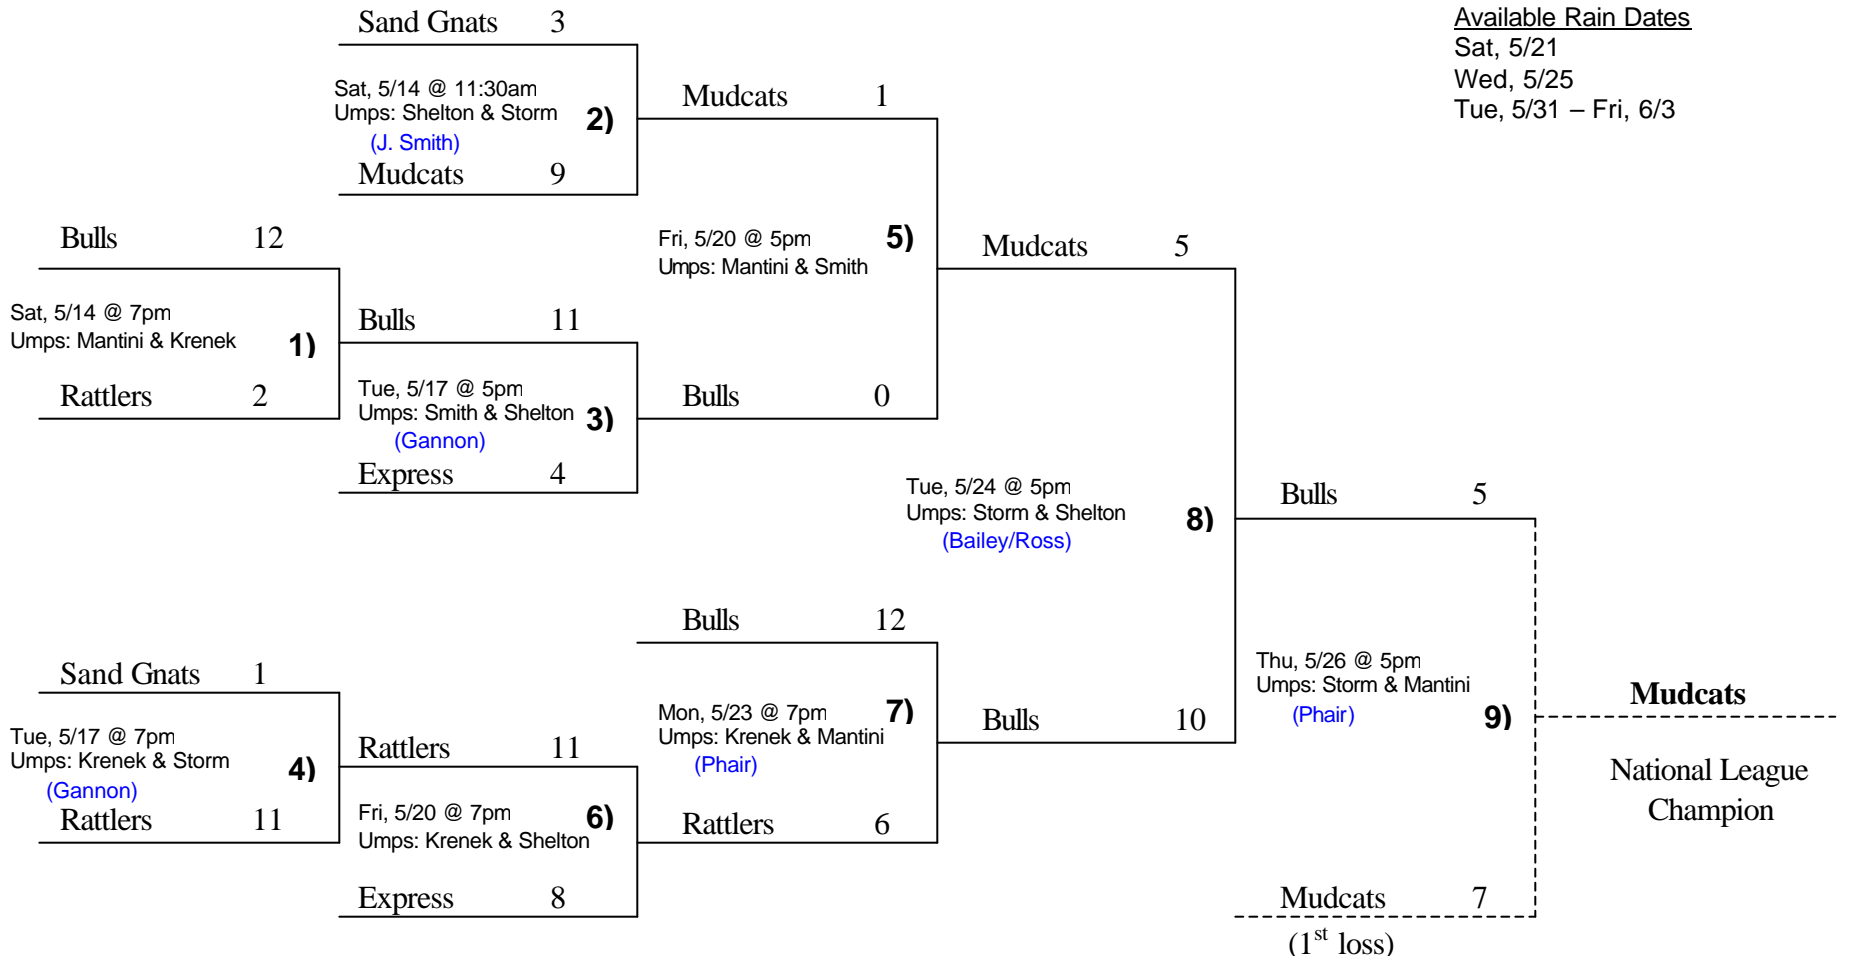 Sand Gnats 3
Available Rain Dates
Sat, 5/21
Wed, 5/25
Tue, 5/31 – Fri, 6/3
Sat, 5/14 @ 11:30am
Umps: Shelton & Storm
(J. Smith)
2)
Mudcats 9
Mudcats 1
Bulls 12
Sat, 5/14 @ 7pm
Umps: Mantini & Krenek
1)
Rattlers 2
Bulls 11
Tue, 5/17 @ 5pm
Umps: Smith & Shelton
(Gannon)
3)
Express 4
Fri, 5/20 @ 5pm
Umps: Mantini & Smith
5)
Bulls 0
Mudcats 5
Tue, 5/24 @ 5pm
Umps: Storm & Shelton
(Bailey/Ross)
8)
Bulls 5
Sand Gnats 1
Tue, 5/17 @ 7pm
Umps: Krenek & Storm
(Gannon)
4)
Rattlers 11
Rattlers 11
Fri, 5/20 @ 7pm
Umps: Krenek & Shelton
6)
Express 8
Bulls 12
Mon, 5/23 @ 7pm
Umps: Krenek & Mantini
(Phair)
7)
Rattlers 6
Bulls 10
Thu, 5/26 @ 5pm
Umps: Storm & Mantini
(Phair)
9)
Mudcats 7
(1st loss)
Mudcats
National League
Champion